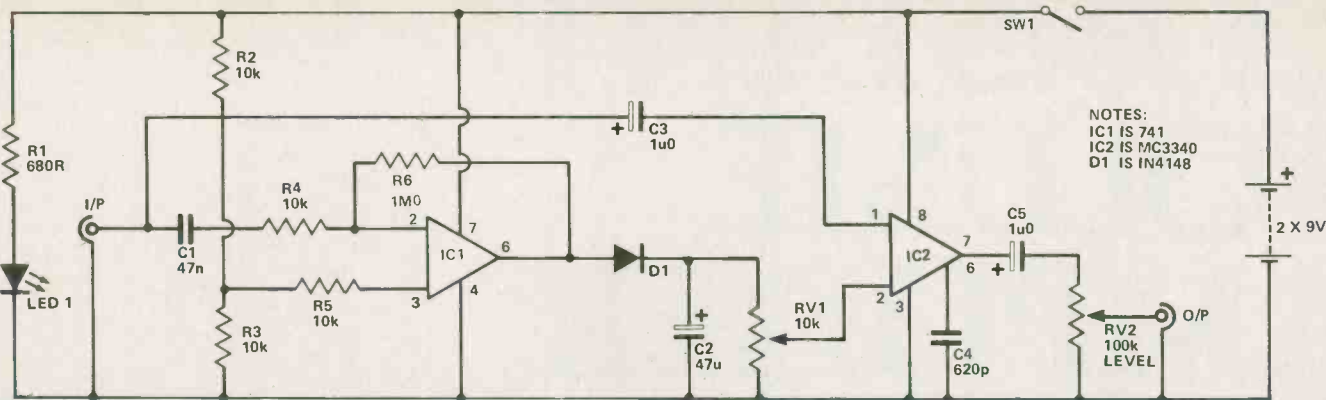 R1
680R
LED 1
I/P
R2
10k
R3
10k
C1
47n
R4
10k
R5
10k
R6
1M0
2
3
7
4
6
IC1
D1
C2
47u
+
RV1
10k
+
C3
1u0
1
2
8
3
7
6
IC2
C4
620p
C5
1u0
+
RV2
100k
LEVEL
O/P
SW1
NOTES:
IC1 IS 741
IC2 IS MC3340
D1 IS IN4148
+
2 X 9V